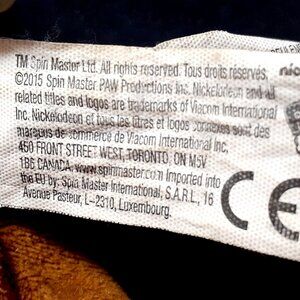 TM Spin Master Ltd. All rights reserved. Tous droits réservés.
©2015 Spin Master PAW Productions Inc. Nickelodeon and all
related titles and logos are trademarks of Viacom International
Inc. Nickelodeon et tous les titres et logos connexes sont des
marques de commerce de Viacom International Inc.
450 FRONT STREET WEST, TORONTO, ON M5V
1B6 CANADA, www.spinmaster.com Imported into
the EU by: Spin Master International, S.A.R.L., 16
Avenue Pasteur, L-2310, Luxembourg.
CE